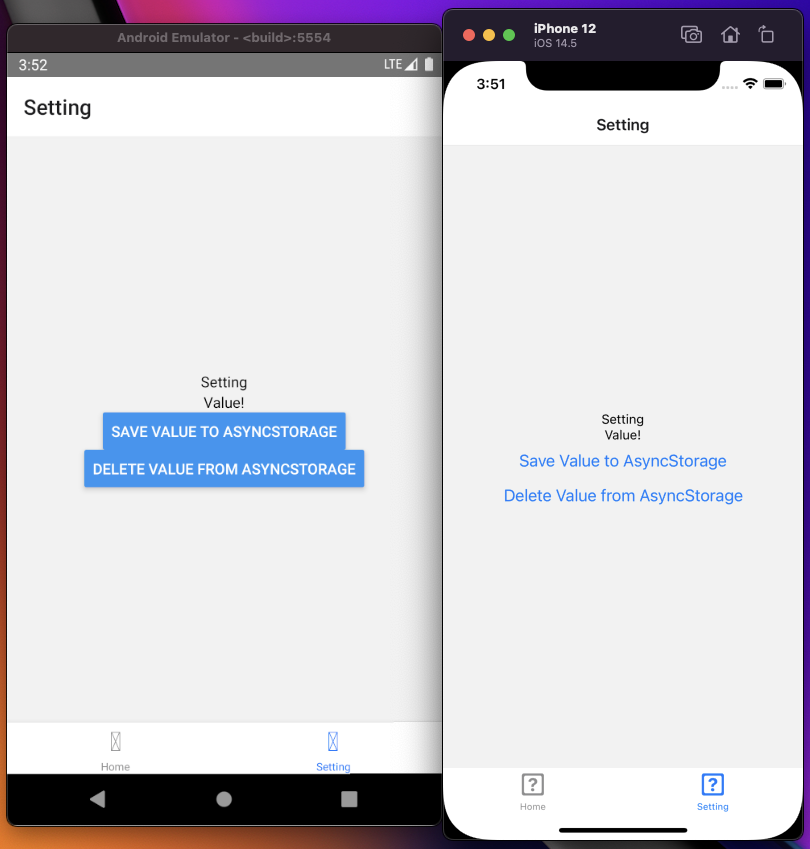 Android Emulator - <build>:5554
3:52
LTE
Setting
Setting
Value!
SAVE VALUE TO ASYNCSTORAGE
DELETE VALUE FROM ASYNCSTORAGE
Home
Setting
iPhone 12
iOS 14.5
3:51
Setting
Setting
Value!
Save Value to AsyncStorage
Delete Value from AsyncStorage
?
?
Home
Setting